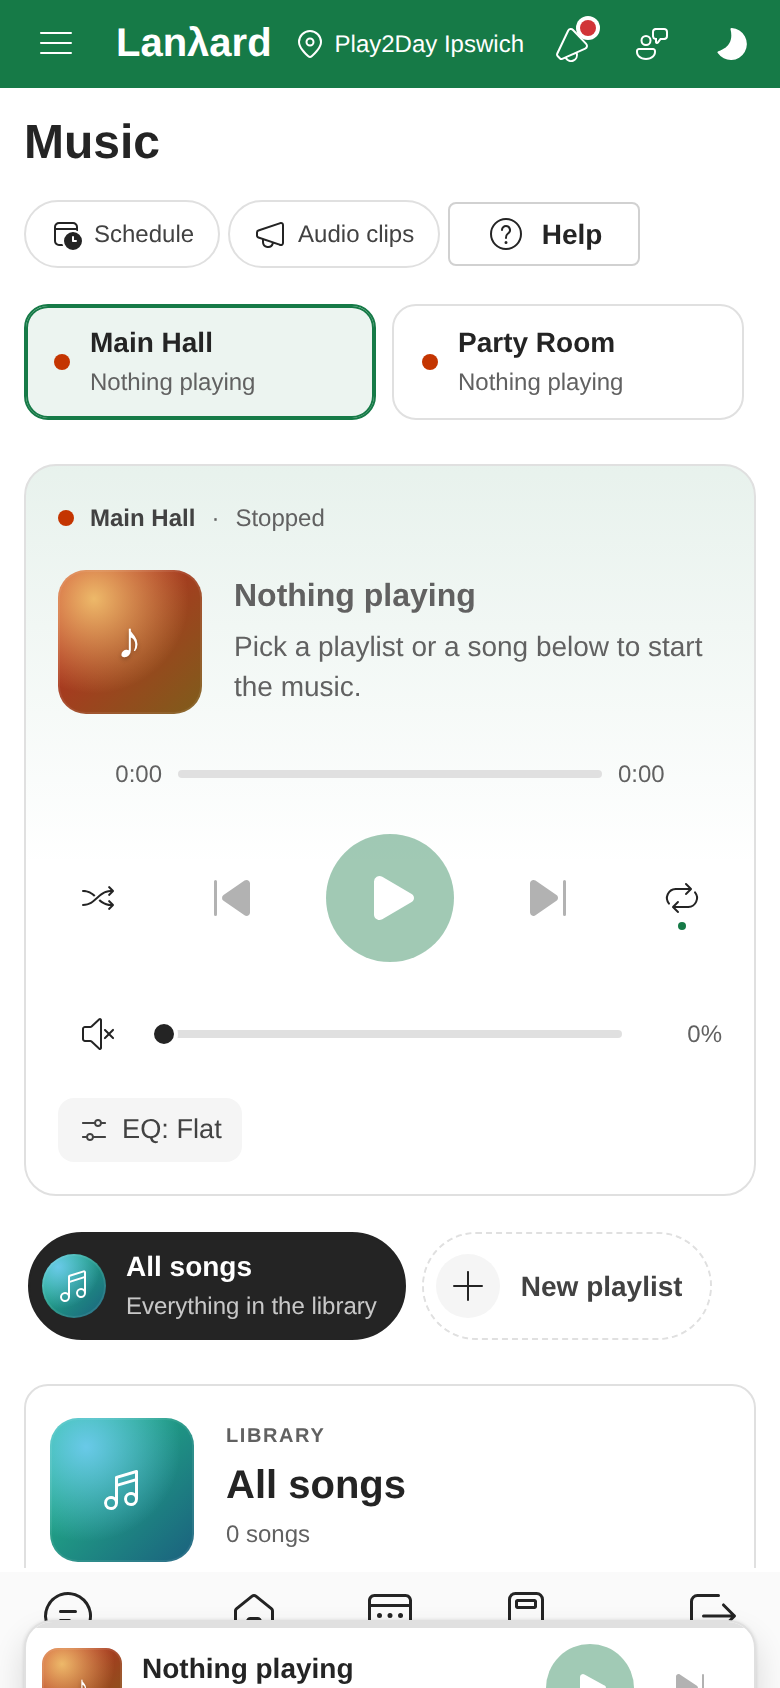 Lanλard
Play2Day Ipswich
Music
Schedule
Audio clips
Help
Main Hall
Nothing playing
Party Room
Nothing playing
Main Hall · Stopped
Nothing playing
Pick a playlist or a song below to start
the music.
0:00
0:00
0%
EQ: Flat
All songs
Everything in the library
New playlist
LIBRARY
All songs
0 songs
Nothing playing